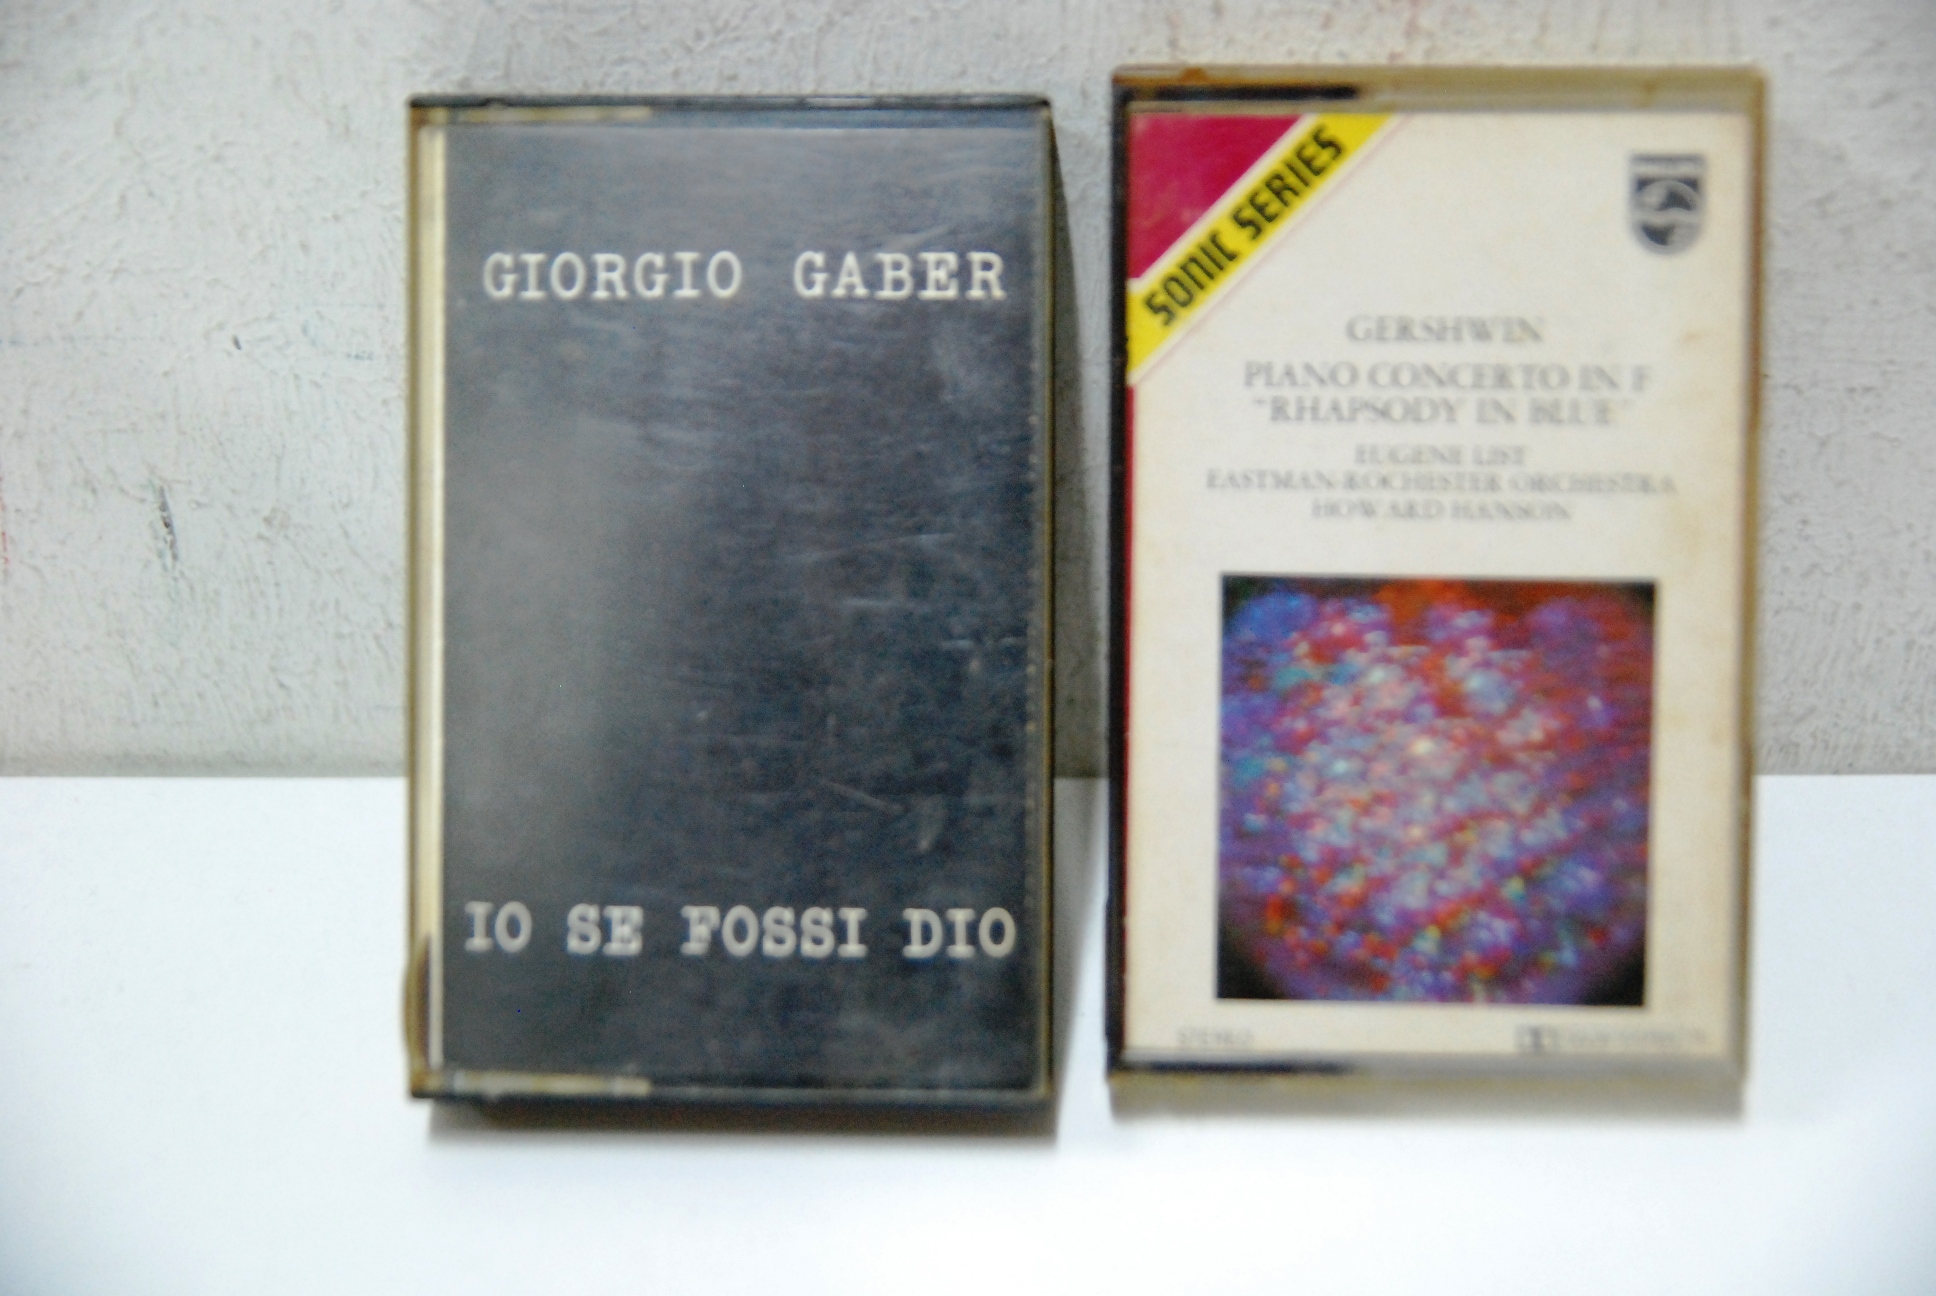 GIORGIO GABER
IO SE FOSSI DIO
SONIC SERIES
GERSHWIN
PIANO CONCERTO IN F
"RHAPSODY IN BLUE"
EUGENE LIST
EASTMAN-ROCHESTER ORCHESTRA
HOWARD HANSON
STEREO